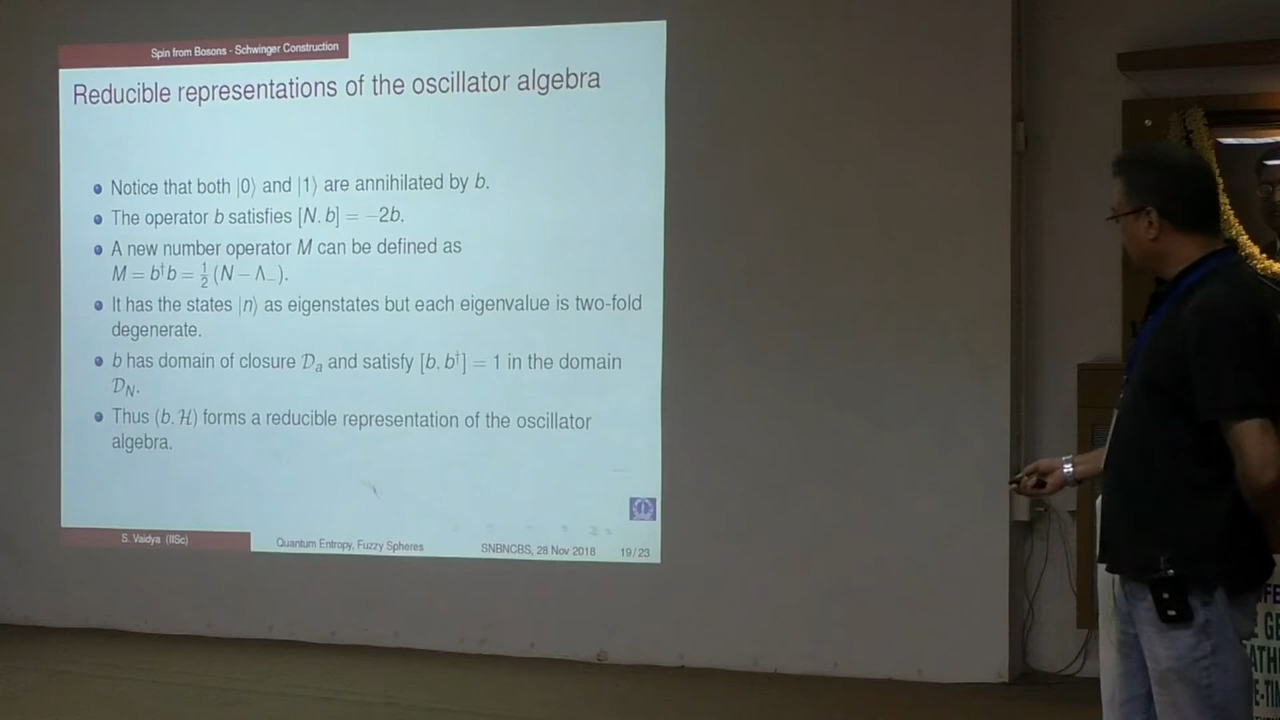 Spin from Bosons - Schwinger Construction
Reducible representations of the oscillator algebra
Notice that both |0⟩ and |1⟩ are annihilated by b.
The operator b satisfies [N, b] = −2b.
A new number operator M can be defined as
M = b†b = ½ (N − Λ₋).
It has the states |n⟩ as eigenstates but each eigenvalue is two-fold
degenerate.
b has domain of closure 𝒟ₐ and satisfy [b, b†] = 1 in the domain
𝒟_N.
Thus (b, ℋ) forms a reducible representation of the oscillator
algebra.
S. Vaidya (IISc)
Quantum Entropy, Fuzzy Spheres
SNBNCBS, 28 Nov 2018
19/23